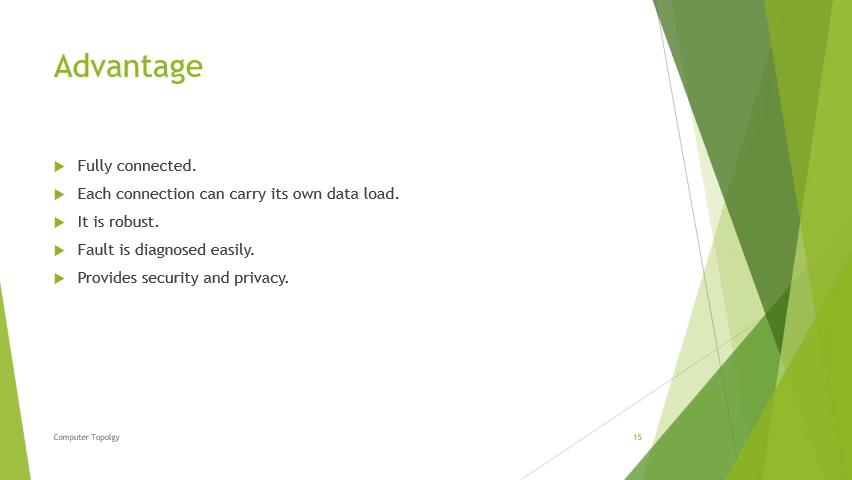 Advantage
Fully connected.
Each connection can carry its own data load.
It is robust.
Fault is diagnosed easily.
Provides security and privacy.
Computer Topolgy
15